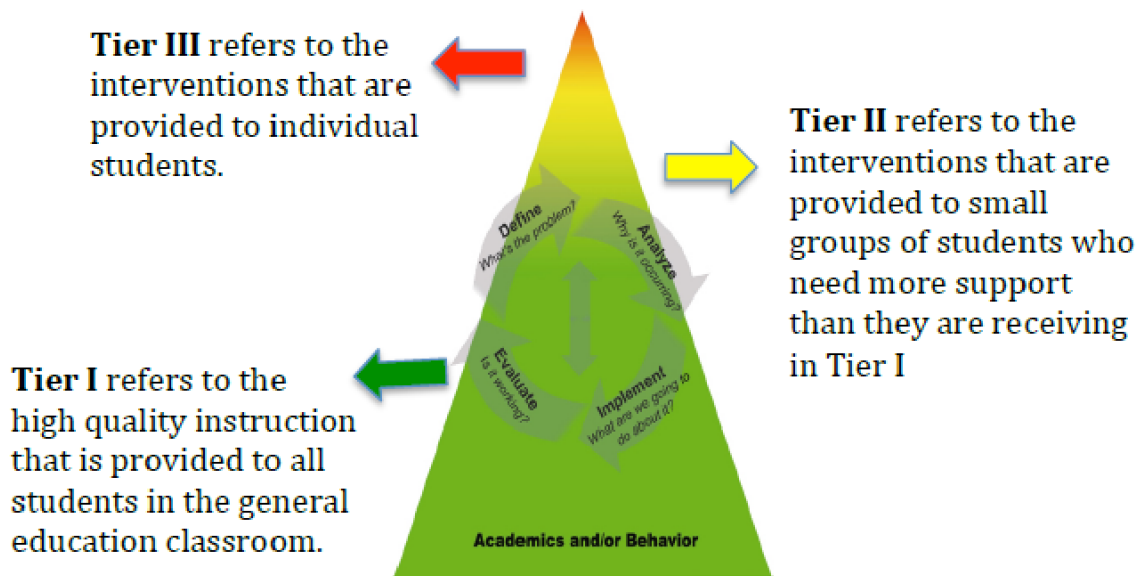 Tier III refers to the
interventions that are
provided to individual
students.
Tier II refers to the
interventions that are
provided to small
groups of students who
need more support
than they are receiving
in Tier I
Define
What's the problem?
Analyze
Why is it occurring?
Implement
What are we going to
do about it?
Evaluate
Is it working?
Tier I refers to the
high quality instruction
that is provided to all
students in the general
education classroom.
Academics and/or Behavior